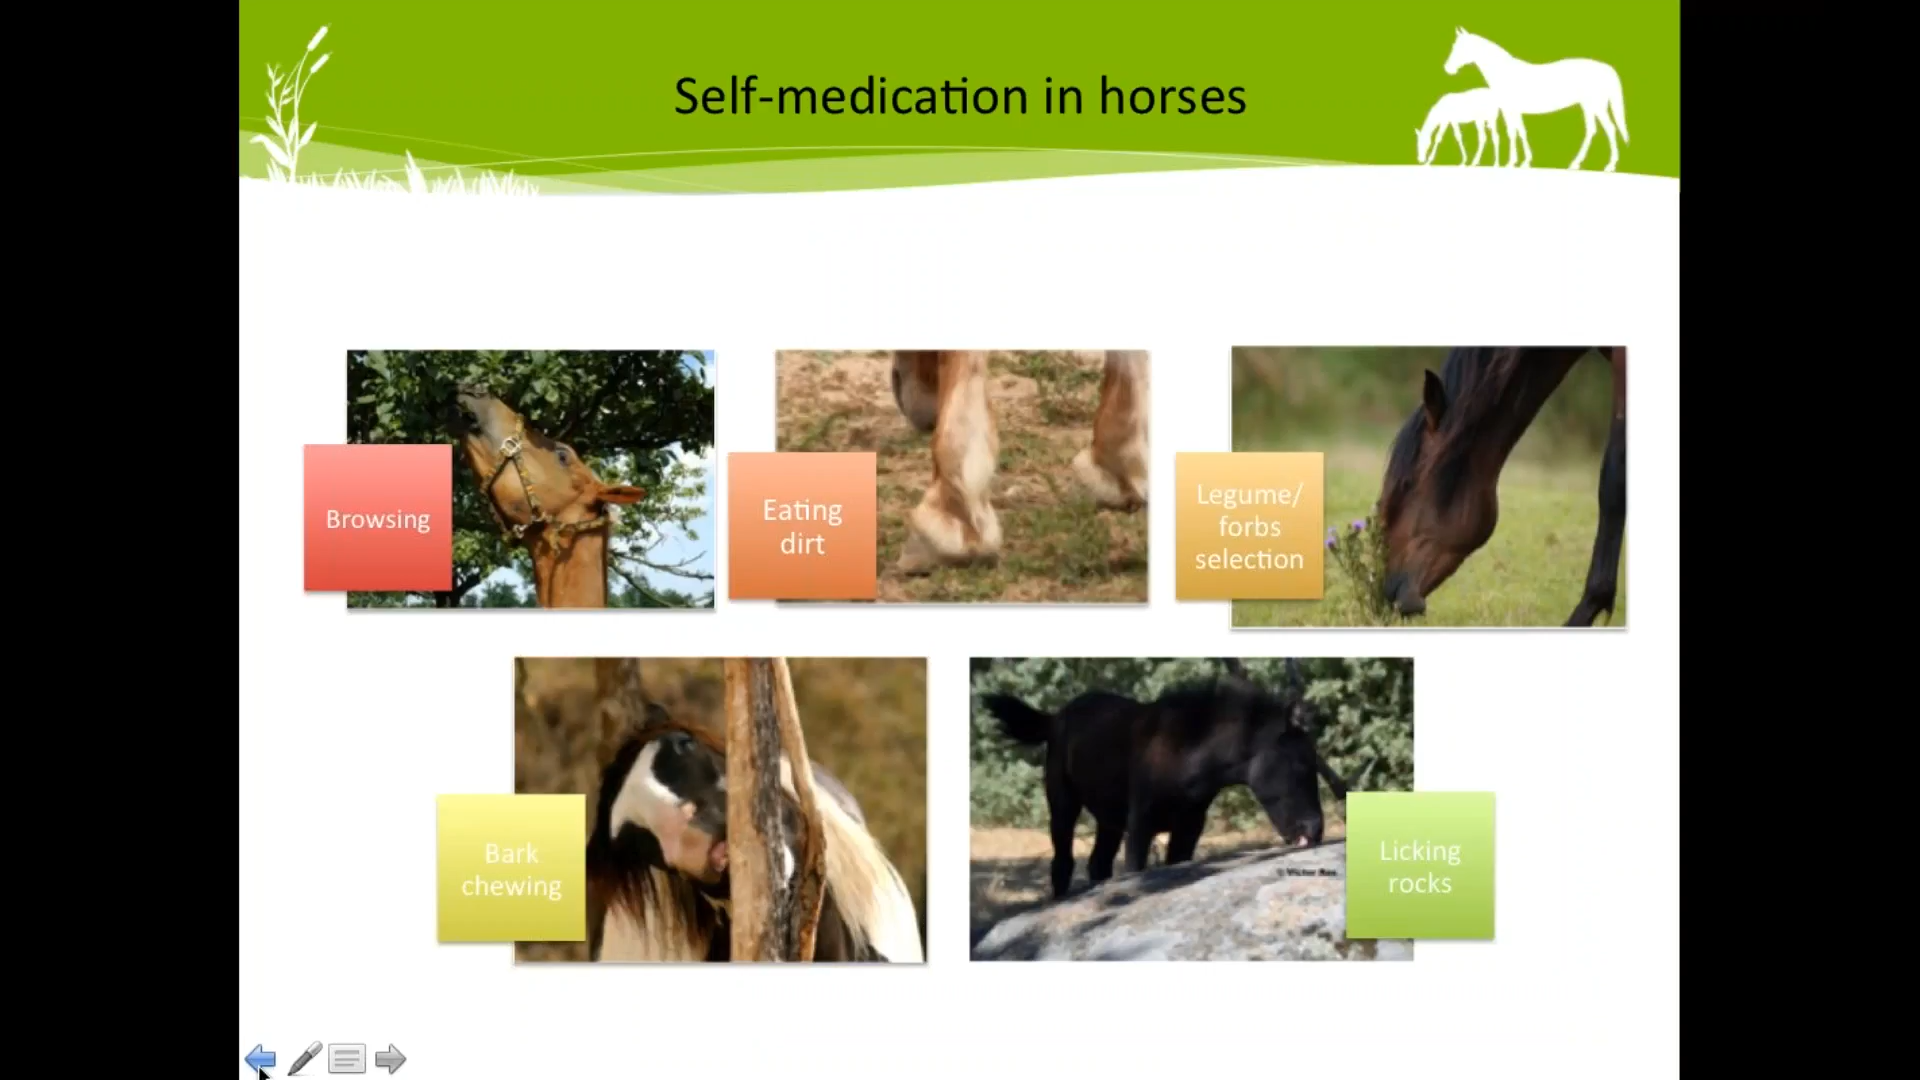 Self-medication in horses
Browsing
Eating
dirt
Legume/
forbs
selection
Bark
chewing
Licking
rocks